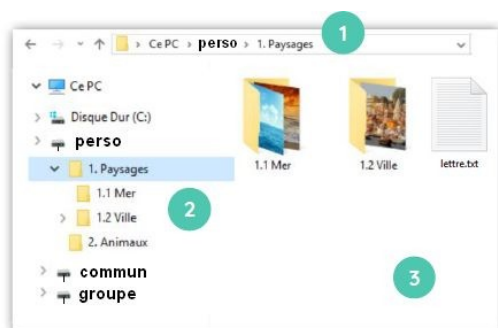 1
Ce PC > perso > 1. Paysages
Ce PC
Disque Dur (C:)
perso
1. Paysages
1.1 Mer
1.2 Ville
2. Animaux
commun
groupe
2
1.1 Mer
1.2 Ville
lettre.txt
3